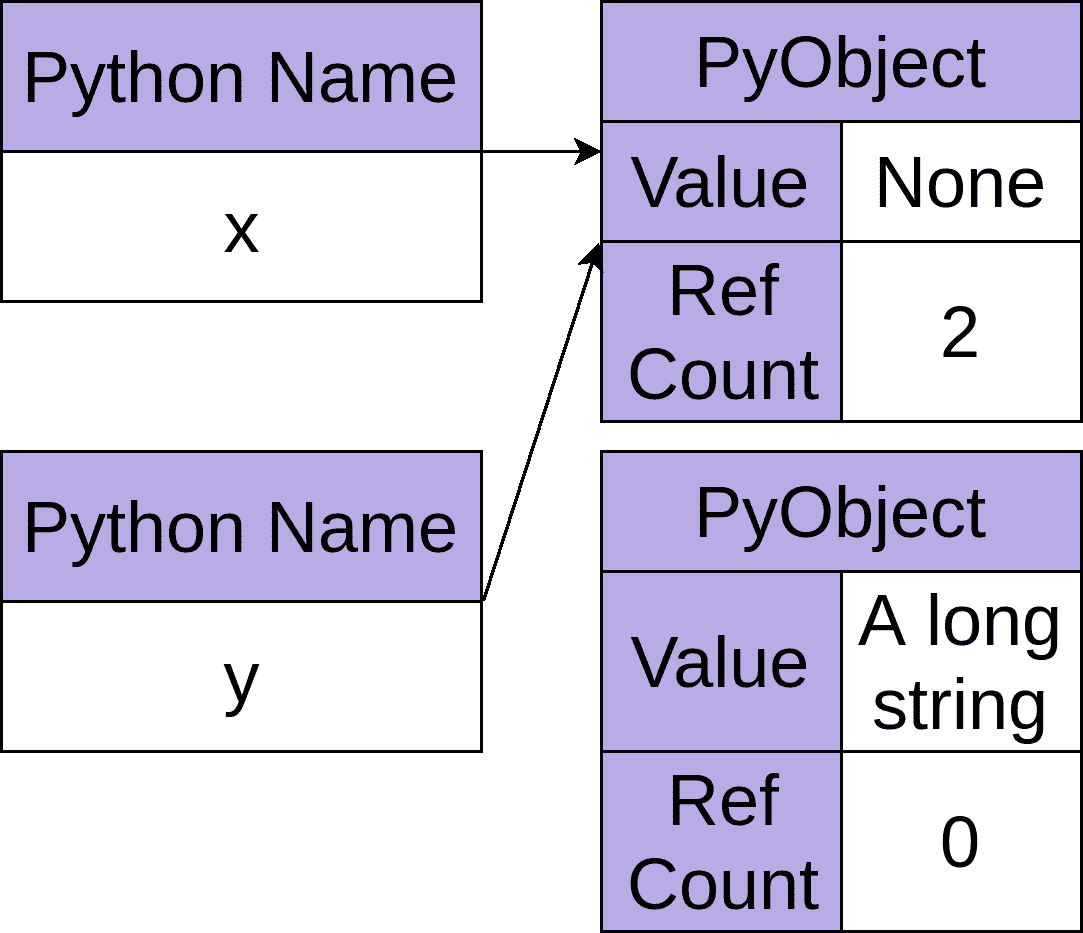 Python Name
x
PyObject
Value
None
Ref
Count
2
Python Name
y
PyObject
Value
A long
string
Ref
Count
0